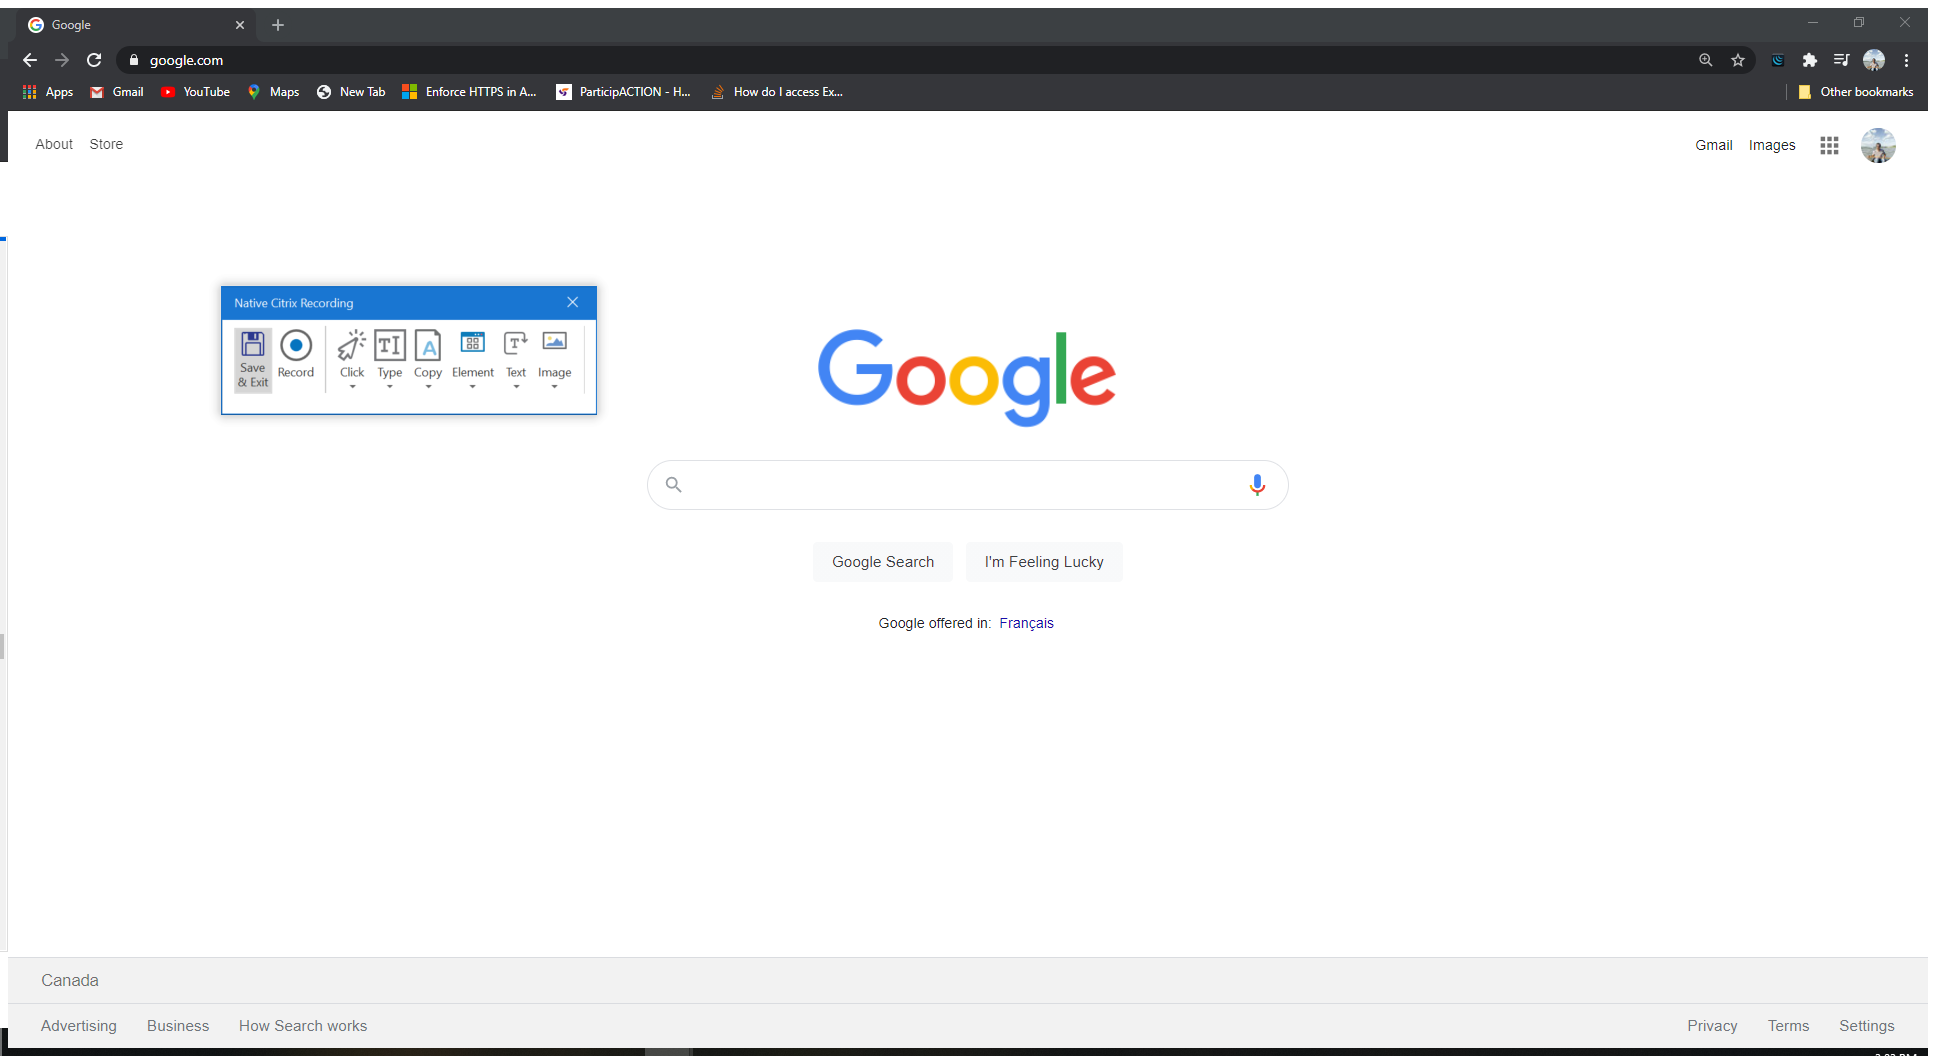 Google
google.com
Apps Gmail YouTube Maps New Tab Enforce HTTPS in A... ParticipACTION - H... How do I access Ex... Other bookmarks
About Store Gmail Images
Native Citrix Recording
Save & Exit Record Click Type Copy Element Text Image
Google
Google Search I'm Feeling Lucky
Google offered in: Français
Canada
Advertising Business How Search works Privacy Terms Settings